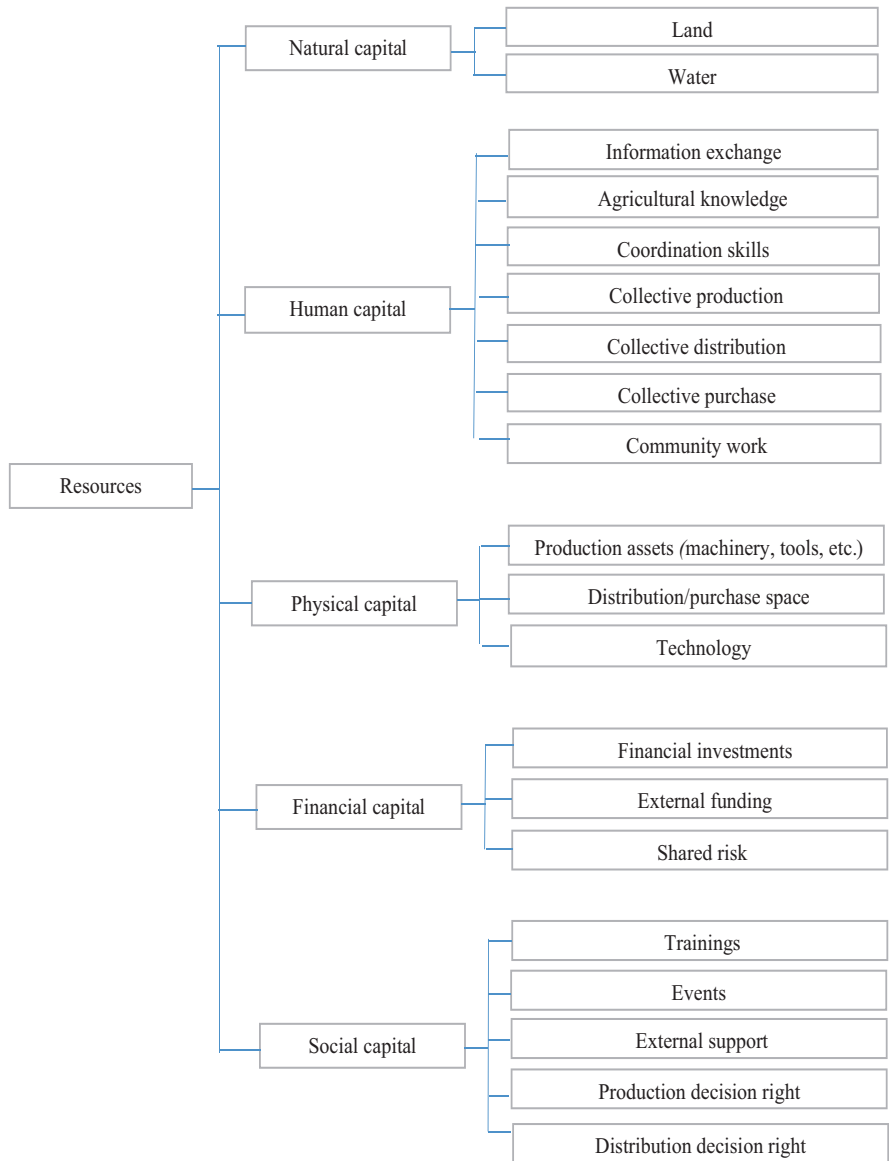 Resources
Natural capital
Land
Water
Human capital
Information exchange
Agricultural knowledge
Coordination skills
Collective production
Collective distribution
Collective purchase
Community work
Physical capital
Production assets (machinery, tools, etc.)
Distribution/purchase space
Technology
Financial capital
Financial investments
External funding
Shared risk
Social capital
Trainings
Events
External support
Production decision right
Distribution decision right